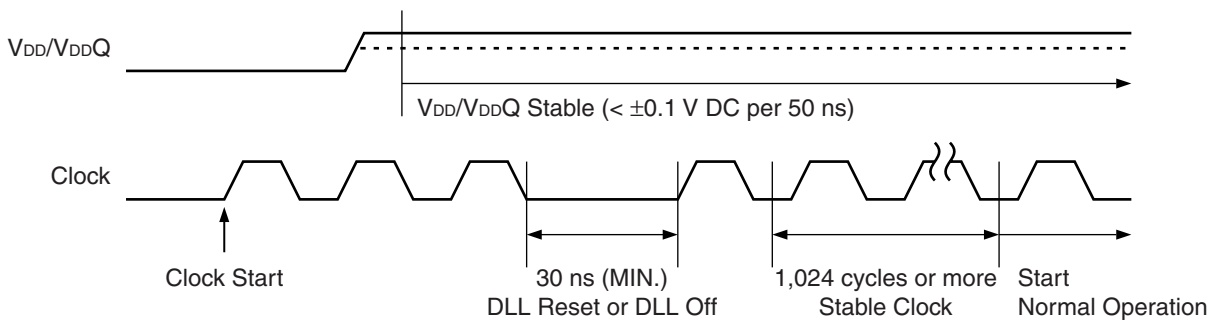 VDD/VDDQ
VDD/VDDQ Stable (< ±0.1 V DC per 50 ns)
Clock
Clock Start
30 ns (MIN.)
DLL Reset or DLL Off
1,024 cycles or more
Stable Clock
Start
Normal Operation